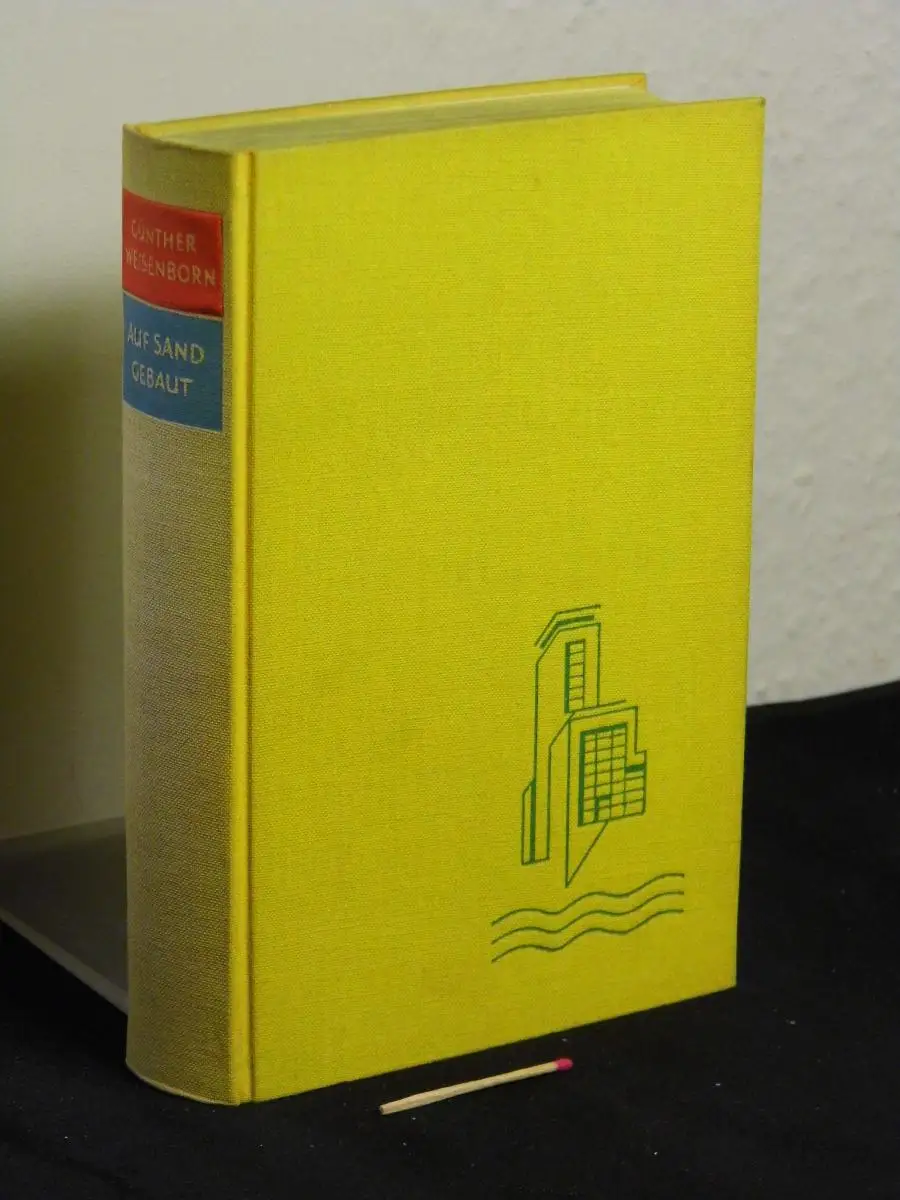 GÜNTHER
WEISENBORN
AUF SAND
GEBAUT